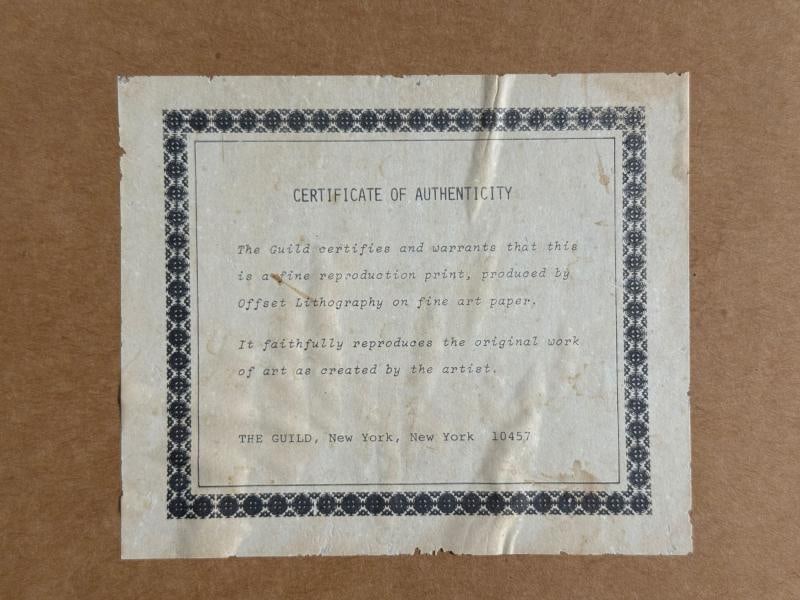 CERTIFICATE OF AUTHENTICITY
The Guild certifies and warrants that this
is a fine reproduction print, produced by
Offset Lithography on fine art paper.
It faithfully reproduces the original work
of art as created by the artist.
THE GUILD, New York, New York 10457